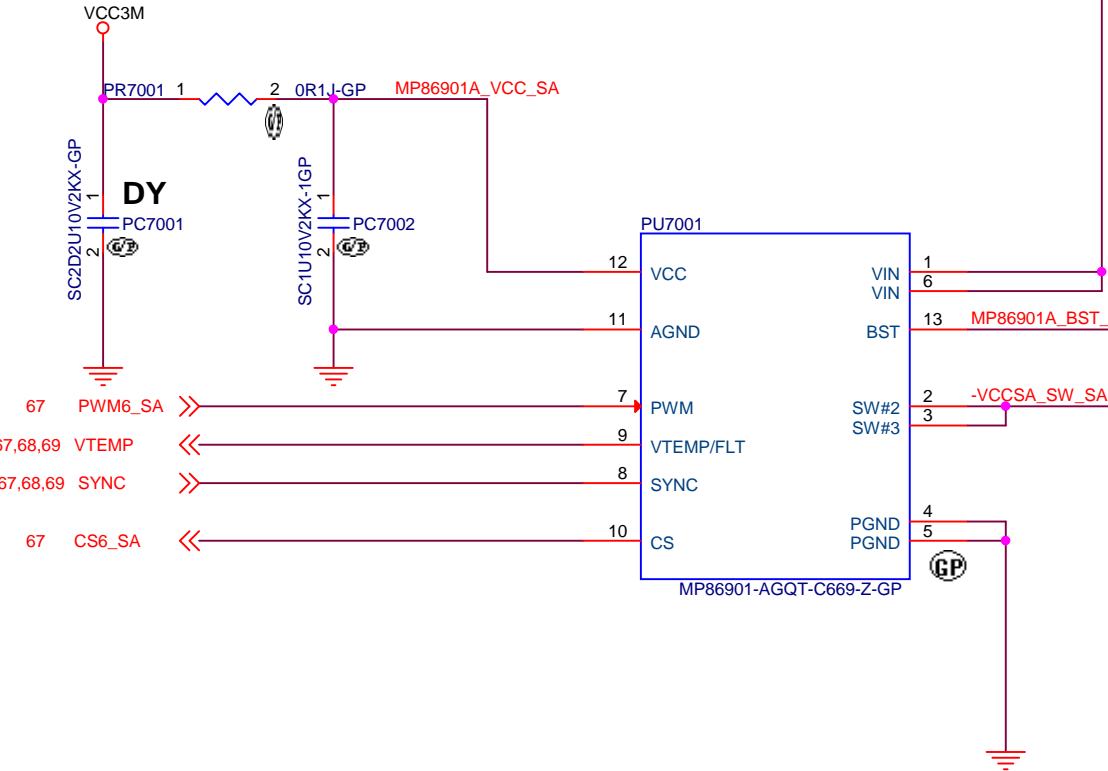 VCC3M
PR7001 1 2 0R1J-GP MP86901A_VCC_SA
SC2D2U10V2KX-GP
1
2
DY
PC7001
G/P
SC1U10V2KX-1GP
1
2
PC7002
G/P
G/P
PU7001
12 VCC
11 AGND
7 PWM
9 VTEMP/FLT
8 SYNC
10 CS
VIN 1
VIN 6
BST 13 MP86901A_BST_
SW#2 2 -VCCSA_SW_SA
SW#3 3
PGND 4
PGND 5
GP
MP86901-AGQT-C669-Z-GP
67 PWM6_SA
67,68,69 VTEMP
67,68,69 SYNC
67 CS6_SA